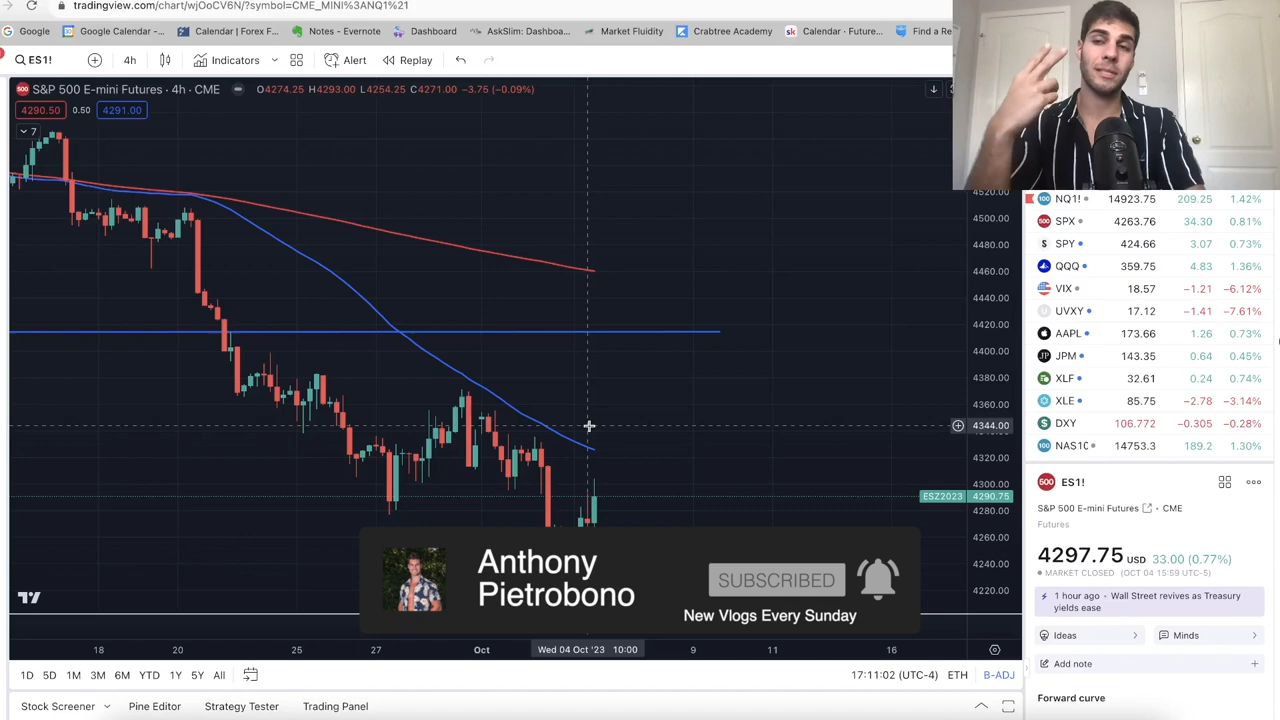 tradingview.com/chart/wjOoCV6N/?symbol=CME_MINI%3ANQ1%21
Google
Google Calendar -...
Calendar | Forex F...
Notes - Evernote
Dashboard
AskSlim: Dashboa...
Market Fluidity
Crabtree Academy
Calendar - Future...
Find a Re
ES1!
4h
Indicators
Alert
Replay
S&P 500 E-mini Futures · 4h · CME
O4274.25 H4293.00 L4254.25 C4271.00 −3.75 (−0.09%)
4290.50
0.50
4291.00
7
4520.00
4500.00
4480.00
4460.00
4440.00
4420.00
4400.00
4380.00
4360.00
4344.00
4320.00
4300.00
ESZ2023 4290.75
4280.00
4260.00
4240.00
4220.00
NQ1! 14923.75 209.25 1.42%
SPX 4263.76 34.30 0.81%
SPY 424.66 3.07 0.73%
QQQ 359.75 4.83 1.36%
VIX 18.57 −1.21 −6.12%
UVXY 17.12 −1.41 −7.61%
AAPL 173.66 1.26 0.73%
JPM 143.35 0.64 0.45%
XLF 32.61 0.24 0.74%
XLE 85.75 −2.78 −3.14%
DXY 106.772 −0.305 −0.28%
NAS10 14753.3 189.2 1.30%
500 ES1!
S&P 500 E-mini Futures · CME
Futures
4297.75 USD 33.00 (0.77%)
MARKET CLOSED (OCT 04 15:59 UTC-5)
1 hour ago · Wall Street revives as Treasury
yields ease
Ideas
Minds
Add note
Forward curve
Anthony
Pietrobono
SUBSCRIBED
New Vlogs Every Sunday
18
20
25
27
Oct
Wed 04 Oct '23 10:00
9
11
16
1D 5D 1M 3M 6M YTD 1Y 5Y All
17:11:02 (UTC-4) ETH B-ADJ
Stock Screener
Pine Editor
Strategy Tester
Trading Panel